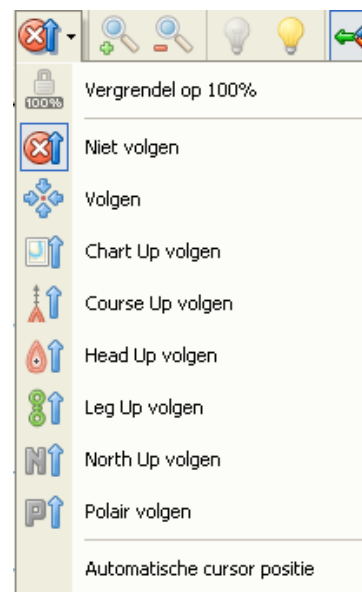 100%
Vergrendel op 100%
Niet volgen
Volgen
Chart Up volgen
Course Up volgen
Head Up volgen
Leg Up volgen
N
North Up volgen
P
Polair volgen
Automatische cursor positie